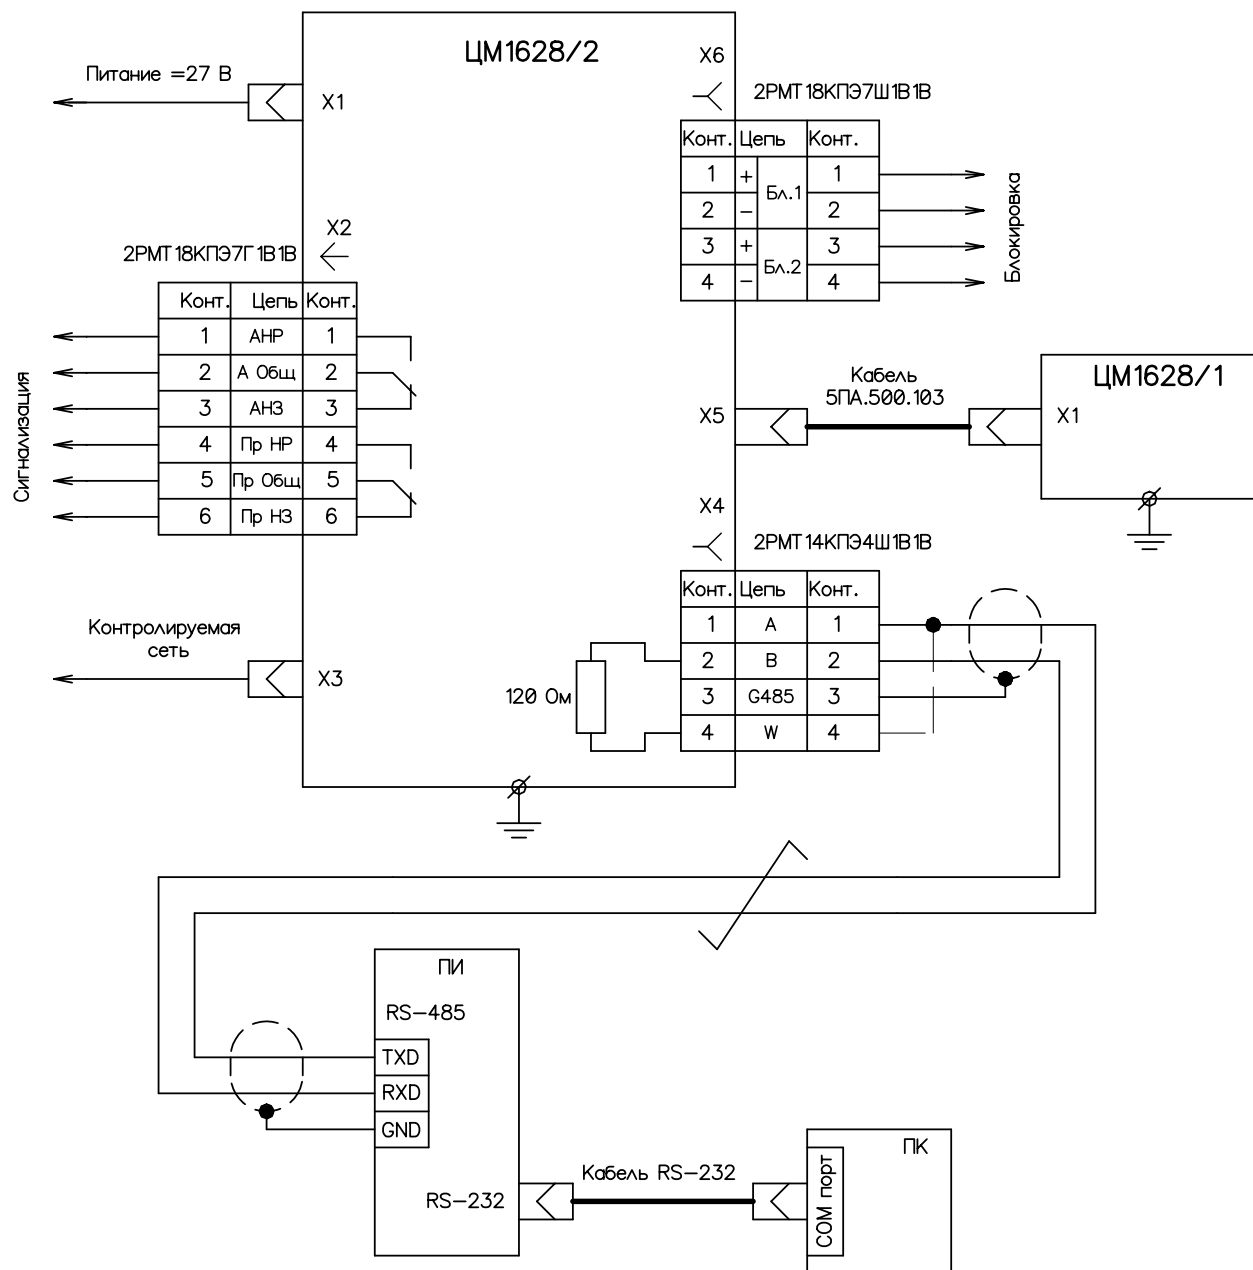 ЦМ1628/2
Питание =27 В
X1
X6
2РМТ18КПЭ7Ш1В1В
Конт. Цепь Конт.
1 + Бл.1 1
2 – 2
3 + Бл.2 3
4 – 4
Блокировка
X2
2РМТ18КПЭ7Г1В1В
Конт. Цепь Конт.
1 АНР 1
2 А Общ 2
3 АНЗ 3
4 Пр НР 4
5 Пр Общ 5
6 Пр НЗ 6
Сигнализация
X5
Кабель
5ПА.500.103
ЦМ1628/1
X1
X4
2РМТ14КПЭ4Ш1В1В
Конт. Цепь Конт.
1 A 1
2 B 2
3 G485 3
4 W 4
120 Ом
Контролируемая
сеть
X3
ПИ
RS-485
TXD
RXD
GND
RS-232
Кабель RS-232
ПК
COM порт